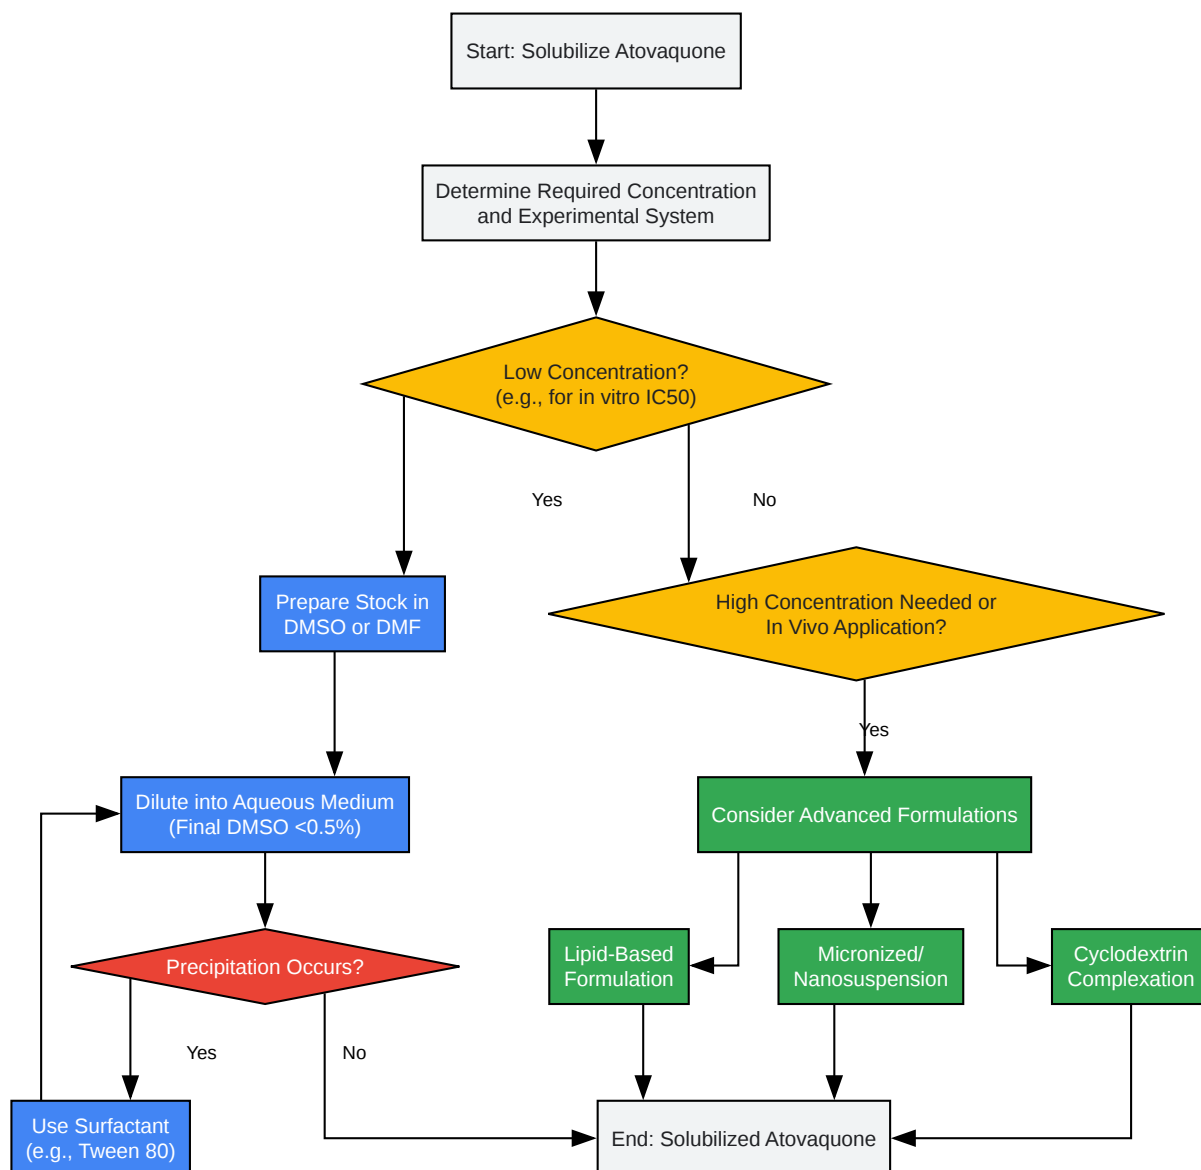 Start: Solubilize Atovaquone
Determine Required Concentration
and Experimental System
Low Concentration?
(e.g., for in vitro IC50)
Yes
No
Prepare Stock in
DMSO or DMF
High Concentration Needed or
In Vivo Application?
Yes
Dilute into Aqueous Medium
(Final DMSO <0.5%)
Consider Advanced Formulations
Precipitation Occurs?
Lipid-Based
Formulation
Micronized/
Nanosuspension
Cyclodextrin
Complexation
Yes
No
Use Surfactant
(e.g., Tween 80)
End: Solubilized Atovaquone